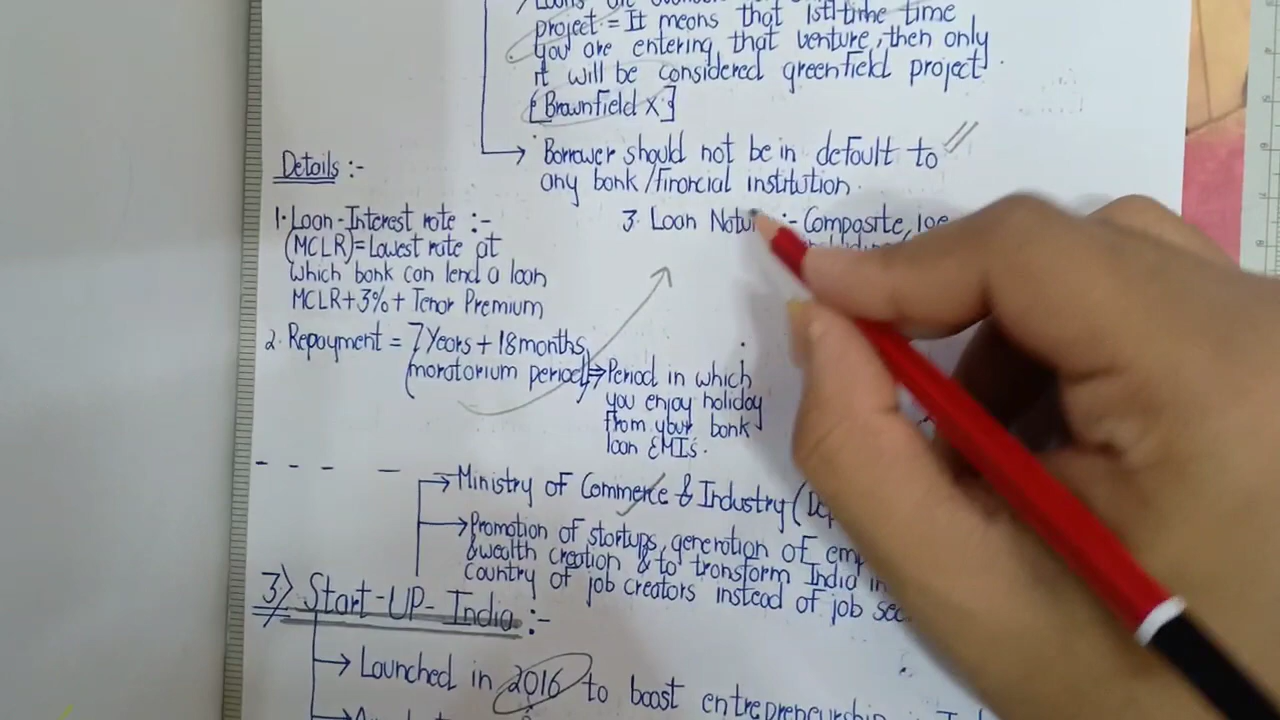 Loans are
project = It means that 1st time time
you are entering that venture, then only
it will be considered greenfield project.
[Brownfield x]
Borrower should not be in default to
any bank/financial institution.
Details :-
1. Loan-Interest rate :-
(MCLR)=Lowest rate at
which bank can lend a loan
MCLR+3%+ Tenor Premium
2. Repayment = 7 Years + 18 months
(moratorium period)
⇒ Period in which
you enjoy holiday
from your bank
loan EMIs.
3. Loan :- Composite,
Ministry of Commerce & Industry (
Promotion of startups, generation of
& wealth creation & to transform India
country of job creators instead of job
3) Start-UP-India :-
Launched in 2016 to boost entrepreneurship in